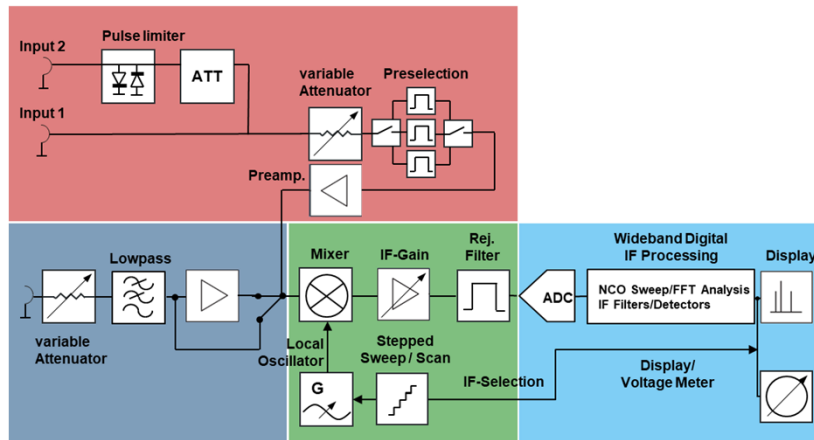 Pulse limiter
Input 2
ATT
variable
Attenuator
Preselection
Input 1
Preamp.
Lowpass
variable
Attenuator
Mixer
IF-Gain
Rej.
Filter
Local
Oscillator
Stepped
Sweep / Scan
G
IF-Selection
ADC
Wideband Digital
IF Processing
NCO Sweep/FFT Analysis
IF Filters/Detectors
Display
Display/
Voltage Meter